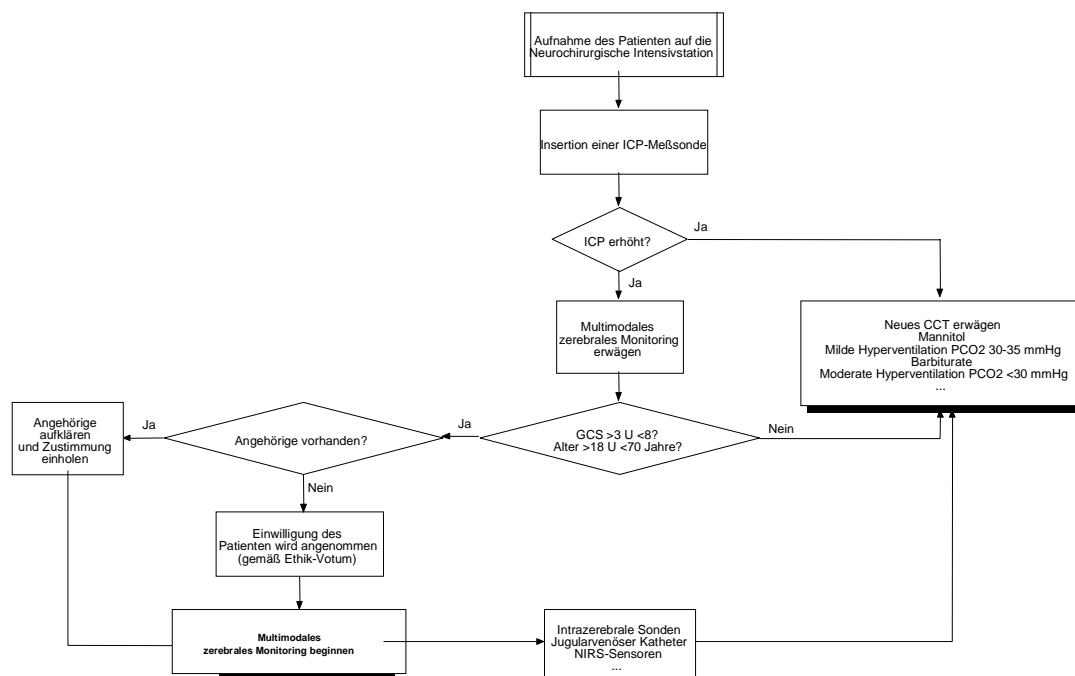 Aufnahme des Patienten auf die
Neurochirurgische Intensivstation
Insertion einer ICP-Meßsonde
ICP erhöht?
Ja
Ja
Multimodales
zerebrales Monitoring
erwägen
Neues CCT erwägen
Mannitol
Milde Hyperventilation PCO2 30-35 mmHg
Barbiturate
Moderate Hyperventilation PCO2 <30 mmHg
...
GCS >3 U <8?
Alter >18 U <70 Jahre?
Nein
Ja
Angehörige vorhanden?
Ja
Angehörige
aufklären
und Zustimmung
einholen
Nein
Einwilligung des
Patienten wird angenommen
(gemäß Ethik-Votum)
Multimodales
zerebrales Monitoring beginnen
Intrazerebrale Sonden
Jugularvenöser Katheter
NIRS-Sensoren
...